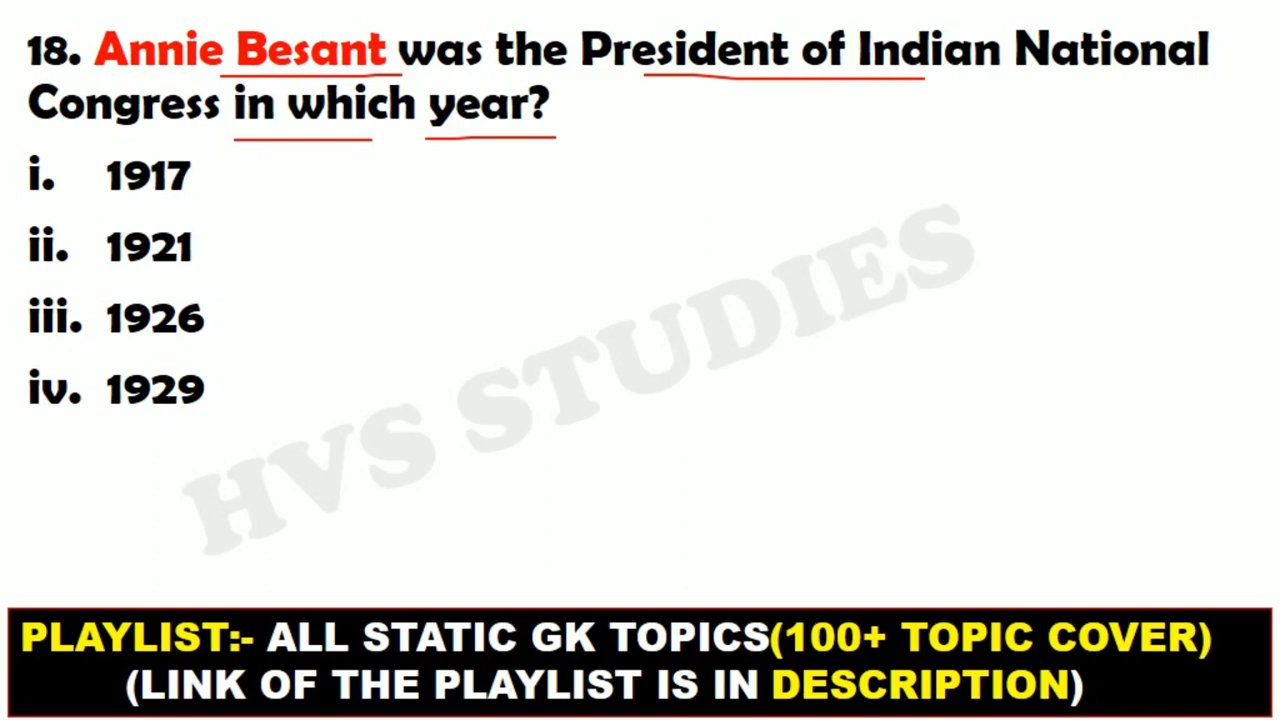 18. Annie Besant was the President of Indian National
Congress in which year?
i. 1917
ii. 1921
iii. 1926
iv. 1929
HVS STUDIES
PLAYLIST:- ALL STATIC GK TOPICS(100+ TOPIC COVER)
(LINK OF THE PLAYLIST IS IN DESCRIPTION)